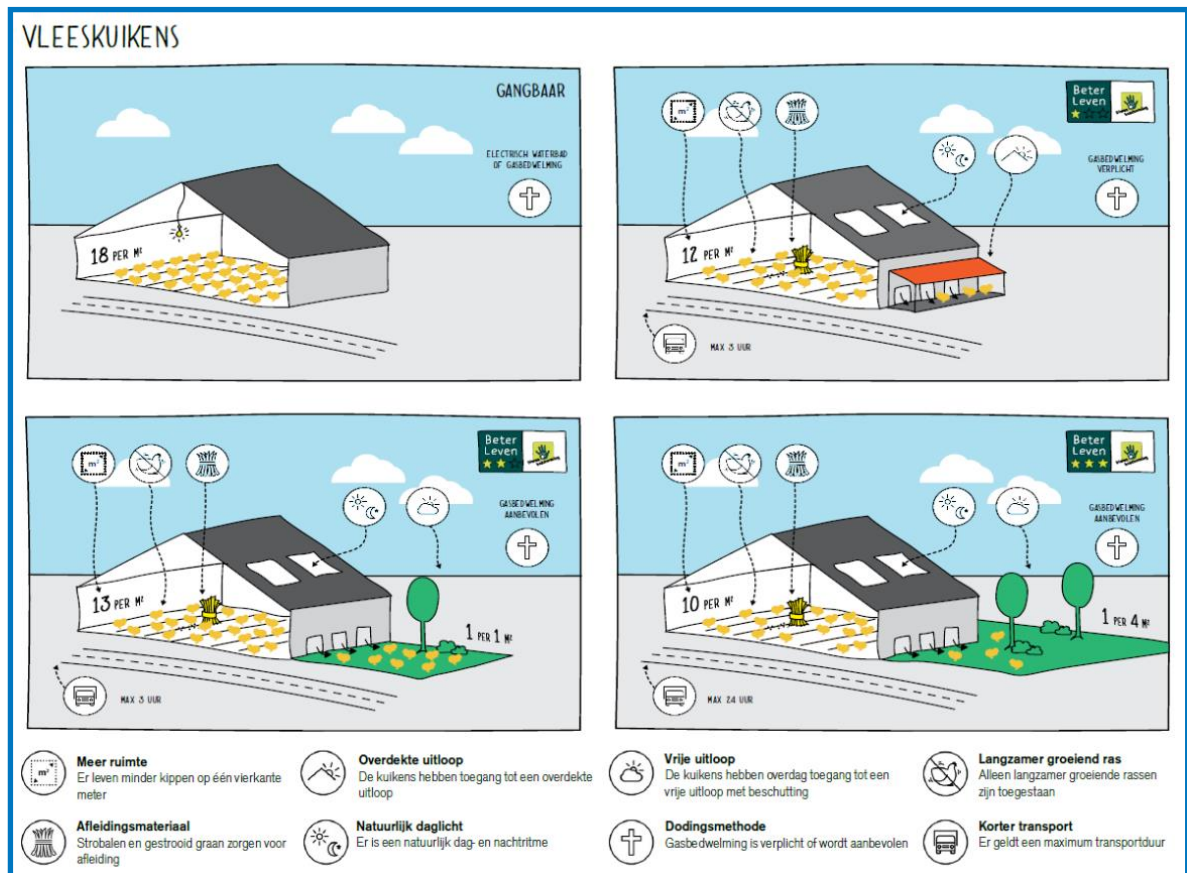 VLEESKUIKENS
GANGBAAR
ELECTRISCH WATERBAD
OF GASBEDWELMING
18 PER M²
Beter
Leven
m²
GASBEDWELMING
VERPLICHT
12 PER M²
MAX 3 UUR
Beter
Leven
m²
GASBEDWELMING
AANBEVOLEN
13 PER M²
1 PER 1 M²
MAX 3 UUR
Beter
Leven
m²
GASBEDWELMING
AANBEVOLEN
10 PER M²
1 PER 4 M²
MAX 24 UUR
m²
Meer ruimte
Er leven minder kippen op één vierkante
meter
Overdekte uitloop
De kuikens hebben toegang tot een overdekte
uitloop
Vrije uitloop
De kuikens hebben overdag toegang tot een
vrije uitloop met beschutting
Langzamer groeiend ras
Alleen langzamer groeiende rassen
zijn toegestaan
Afleidingsmateriaal
Strobalen en gestrooid graan zorgen voor
afleiding
Natuurlijk daglicht
Er is een natuurlijk dag- en nachtritme
Dodingsmethode
Gasbedwelming is verplicht of wordt aanbevolen
Korter transport
Er geldt een maximum transportduur